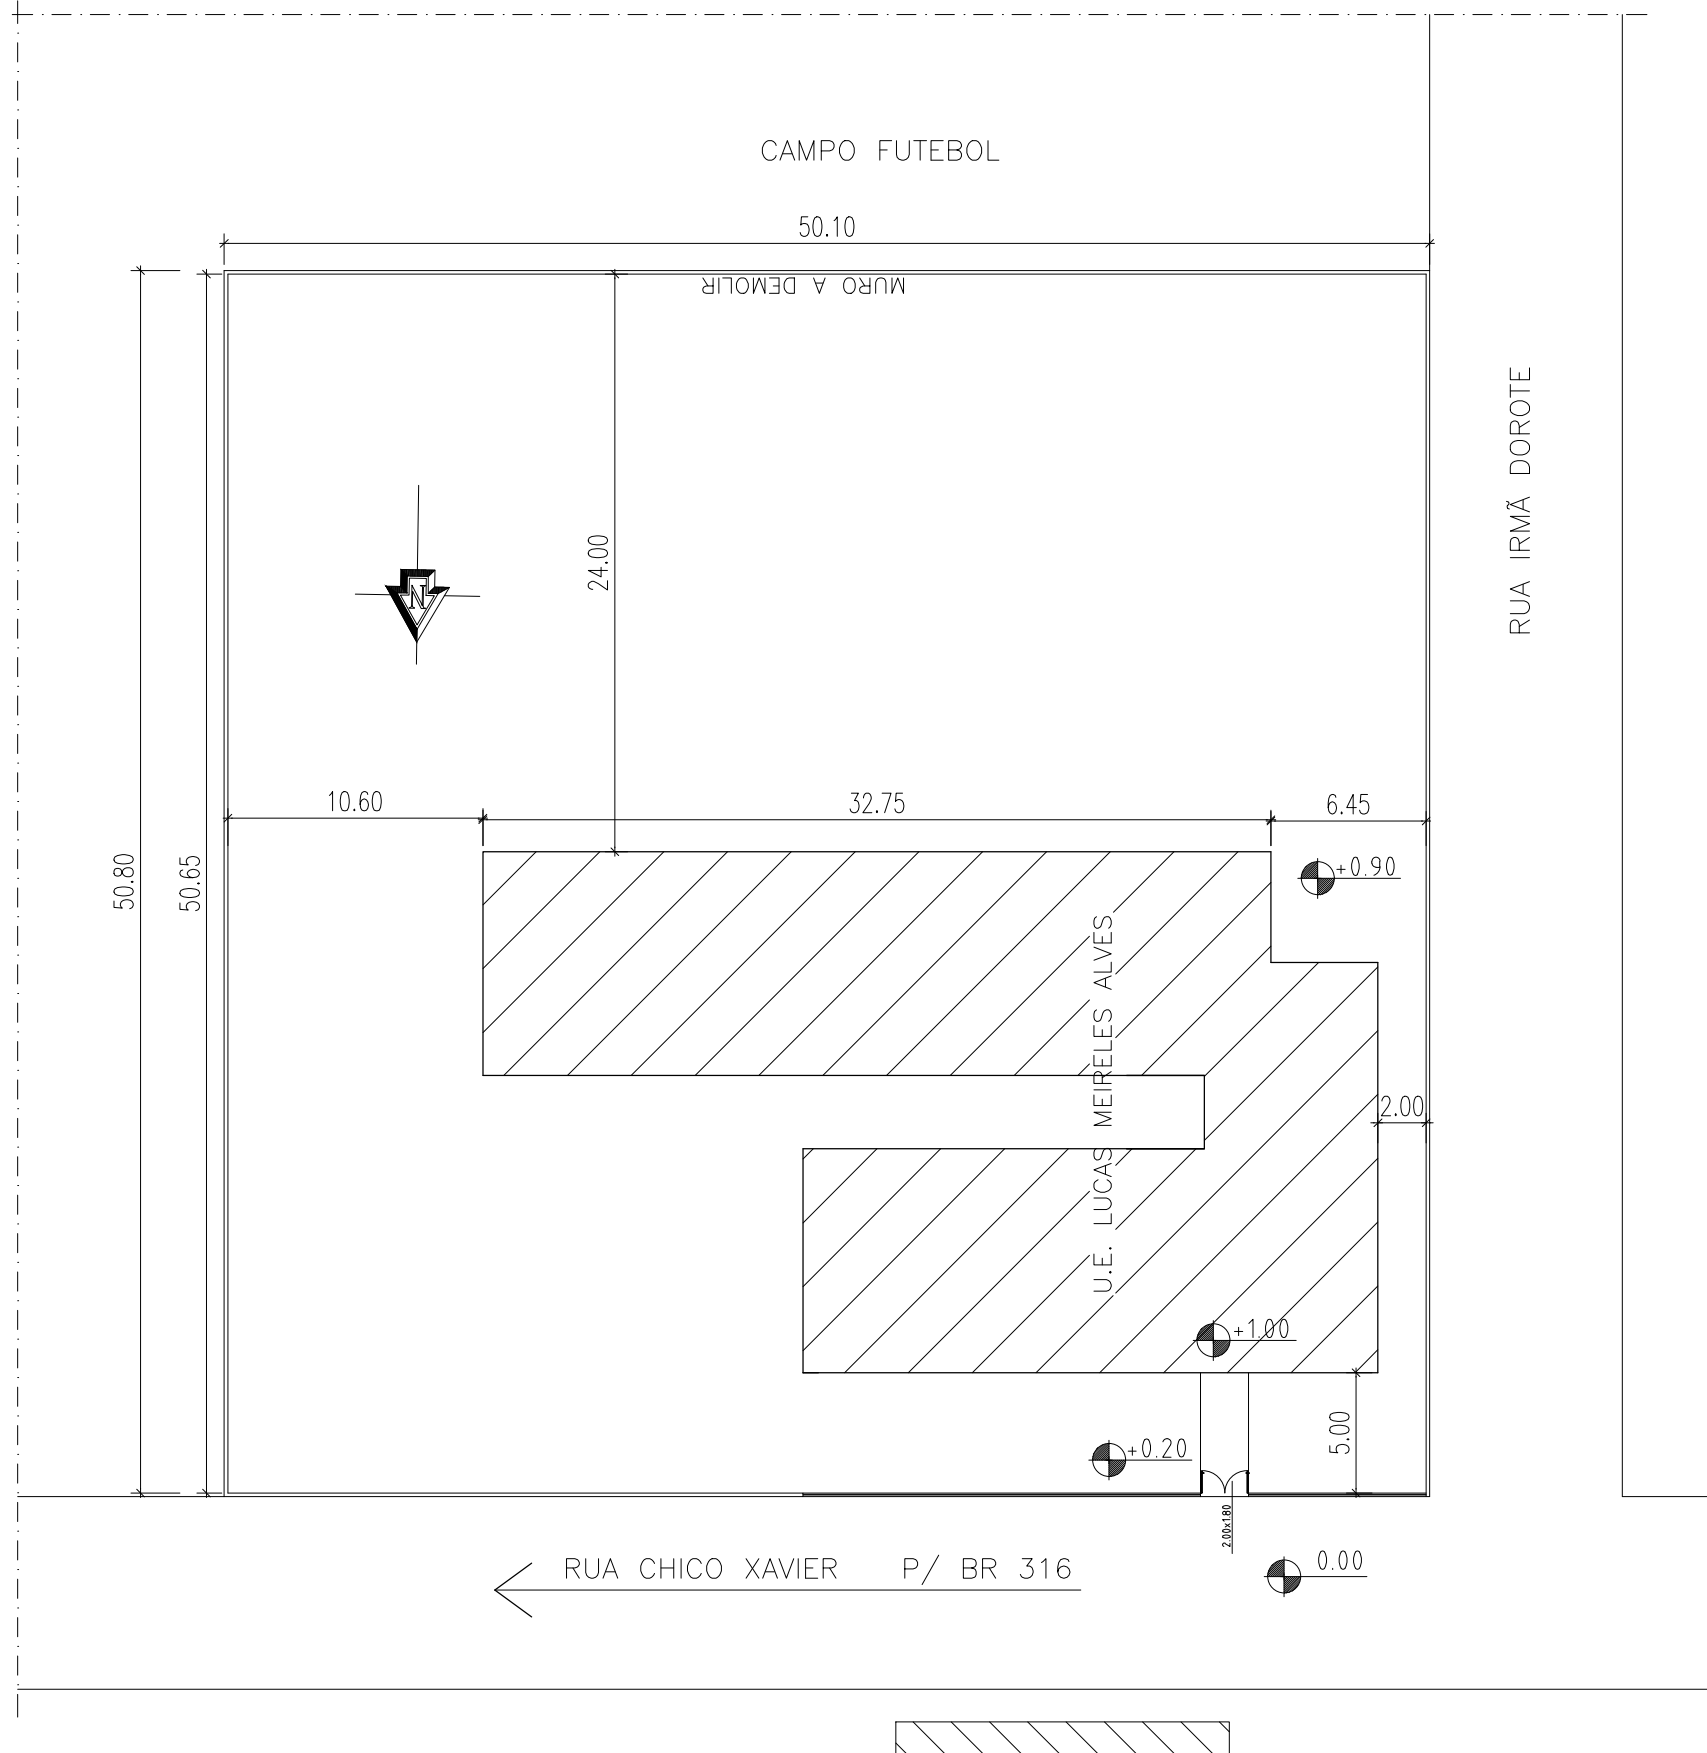 CAMPO FUTEBOL
50.10
MURO A DEMOLIR
RUA IRMÃ DOROTE
24.00
N
10.60
32.75
6.45
50.80
50.65
+0.90
U.E. LUCAS MEIRELES ALVES
2.00
+1.00
5.00
+0.20
2.00x1.80
RUA CHICO XAVIER P/ BR 316
0.00